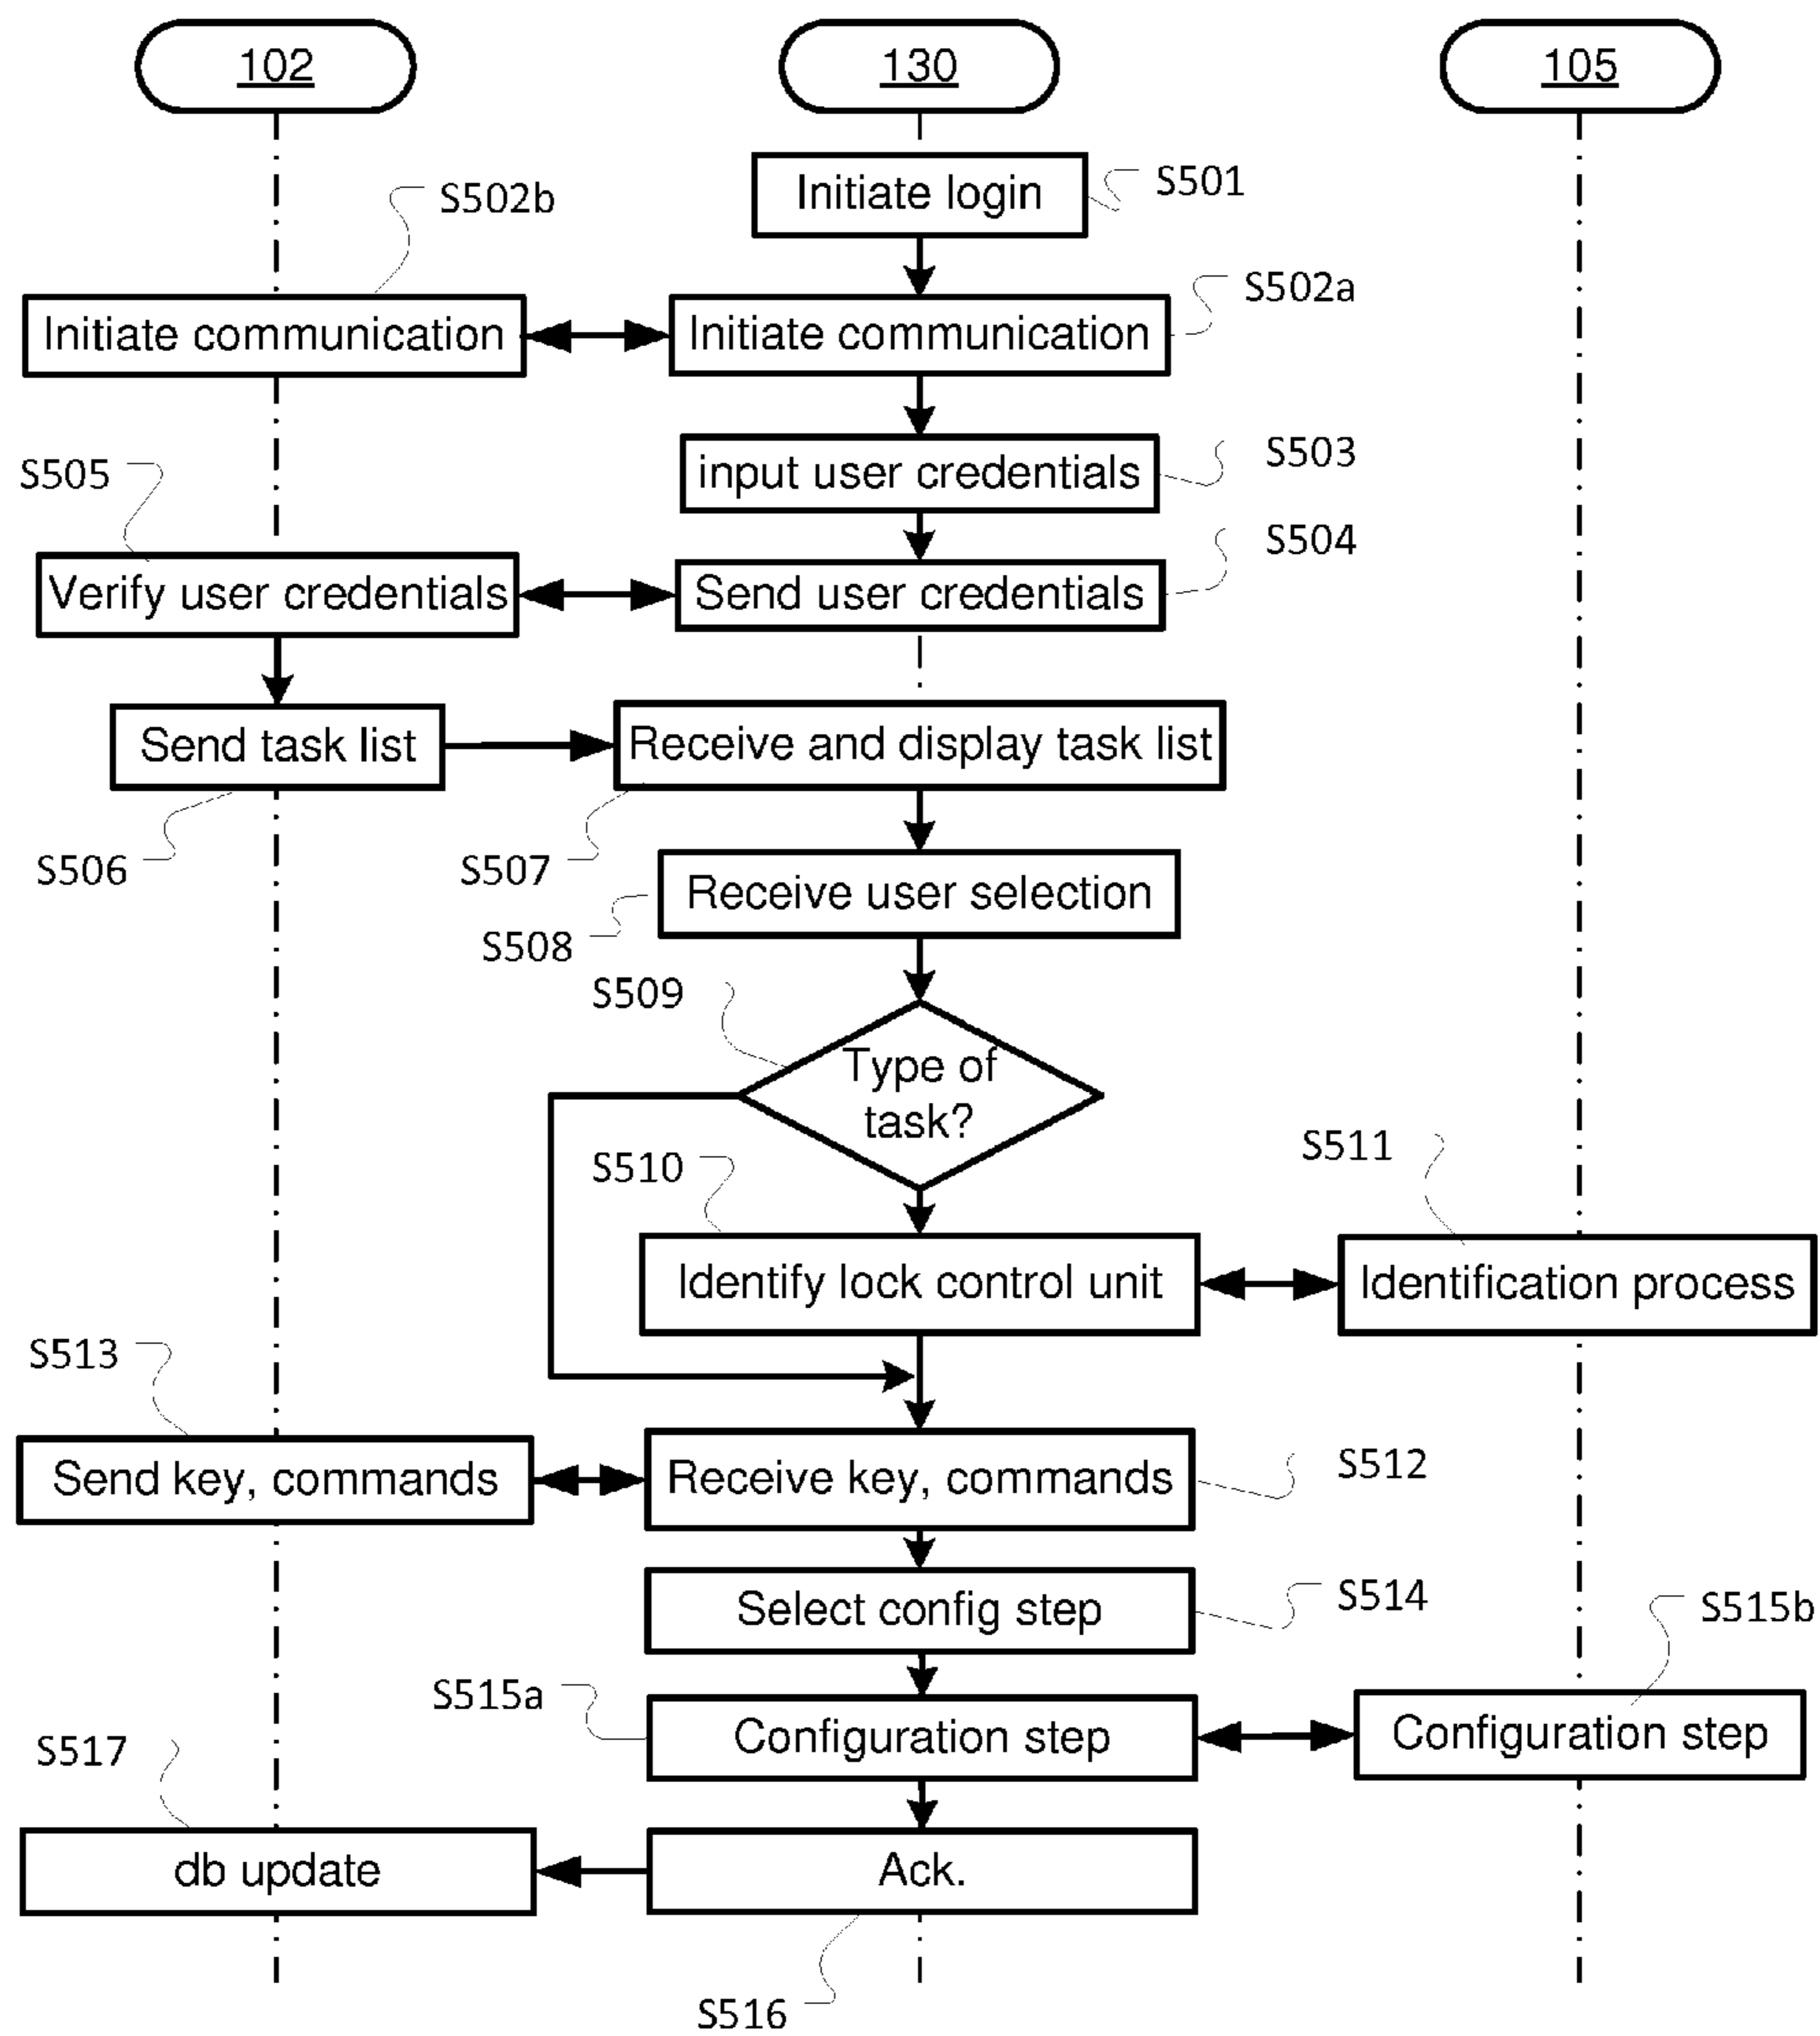 102
130
105
Initiate login
S501
S502b
S502a
Initiate communication
Initiate communication
S503
input user credentials
S505
S504
Verify user credentials
Send user credentials
Send task list
Receive and display task list
S506
S507
Receive user selection
S508
S509
Type of
task?
S511
S510
Identify lock control unit
Identification process
S513
S512
Send key, commands
Receive key, commands
S514
Select config step
S515b
S515a
Configuration step
Configuration step
S517
db update
Ack.
S516